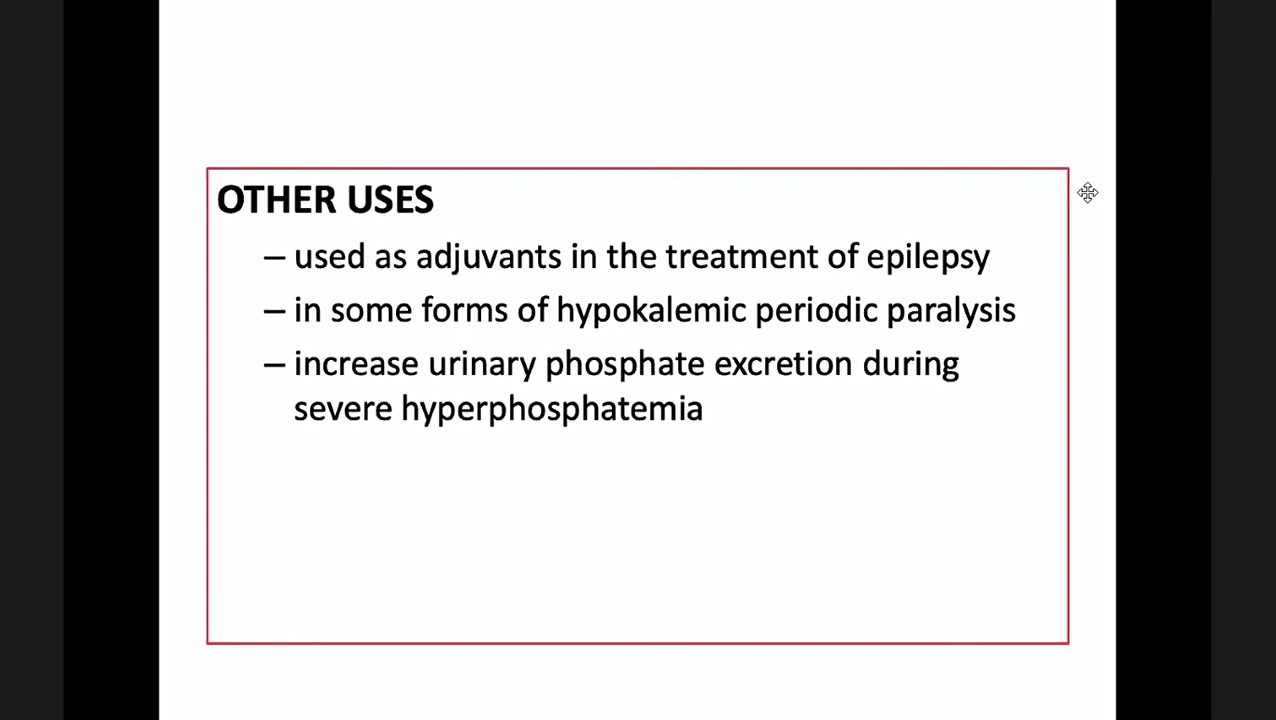 OTHER USES
– used as adjuvants in the treatment of epilepsy
– in some forms of hypokalemic periodic paralysis
– increase urinary phosphate excretion during
severe hyperphosphatemia